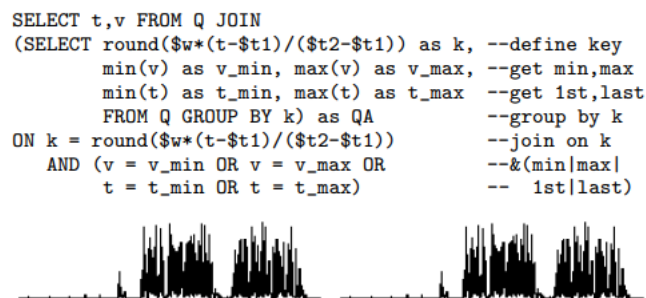 SELECT t,v FROM Q JOIN
(SELECT round($w*(t-$t1)/($t2-$t1)) as k, --define key
min(v) as v_min, max(v) as v_max, --get min,max
min(t) as t_min, max(t) as t_max --get 1st,last
FROM Q GROUP BY k) as QA --group by k
ON k = round($w*(t-$t1)/($t2-$t1)) --join on k
AND (v = v_min OR v = v_max OR --&(min|max|
t = t_min OR t = t_max) -- 1st|last)